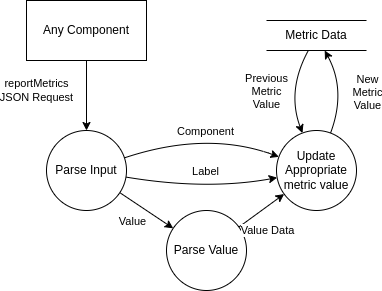 Any Component
Metric Data
reportMetrics
JSON Request
Previous
Metric
Value
New
Metric
Value
Component
Parse Input
Label
Update
Appropriate
metric value
Value
Parse Value
Value Data